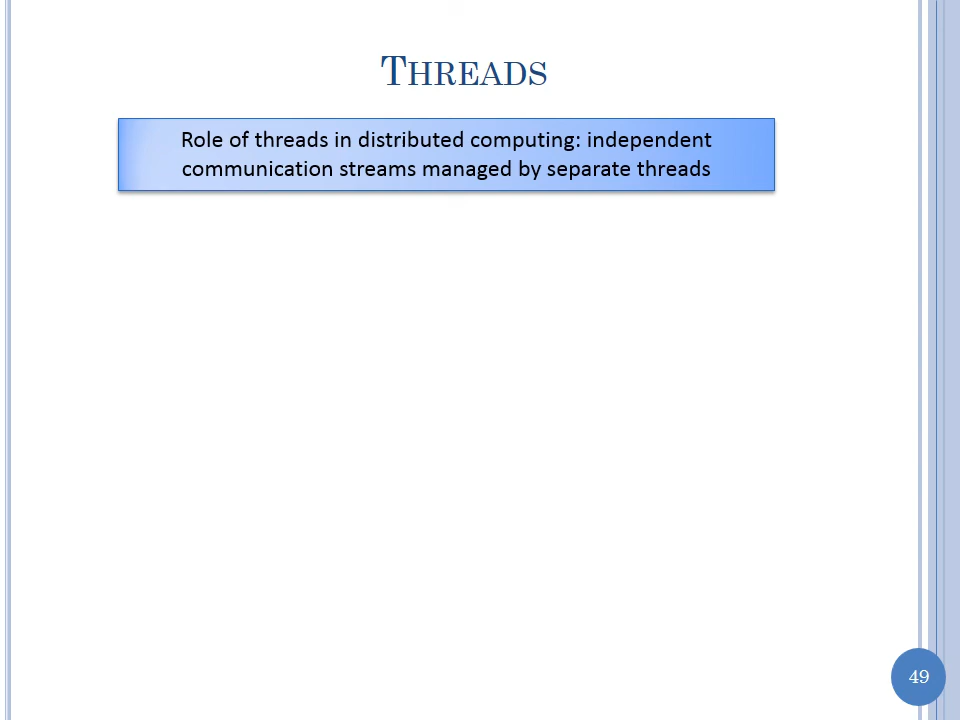 THREADS
Role of threads in distributed computing: independent
communication streams managed by separate threads
49